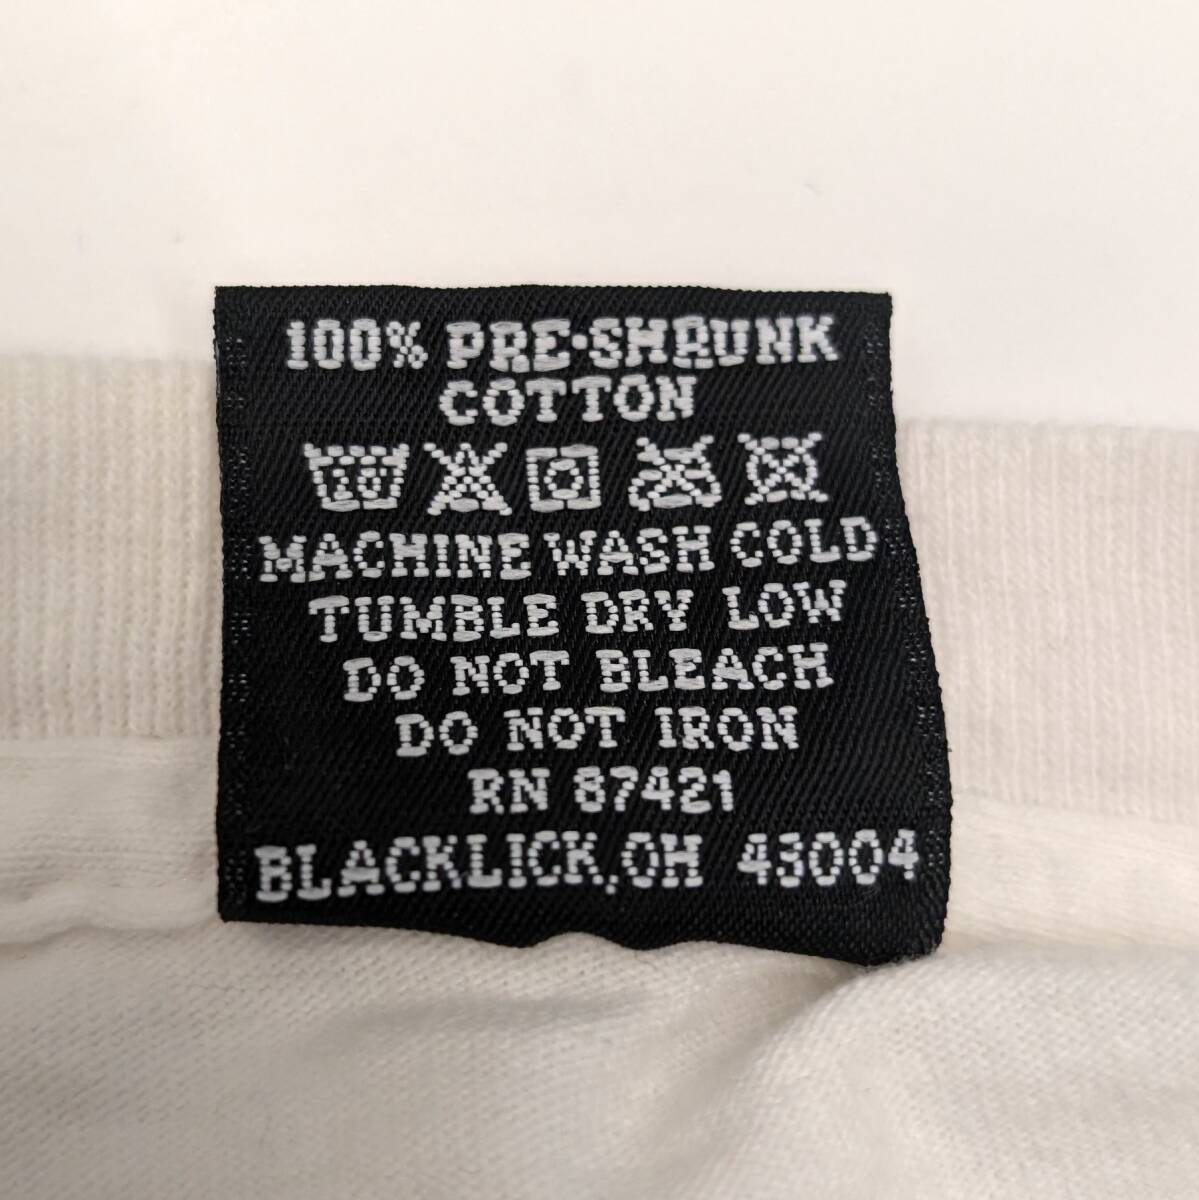 100% PRE-SHRUNK
COTTON
30
MACHINE WASH COLD
TUMBLE DRY LOW
DO NOT BLEACH
DO NOT IRON
RN 87421
BLACKLICK, OH 43004